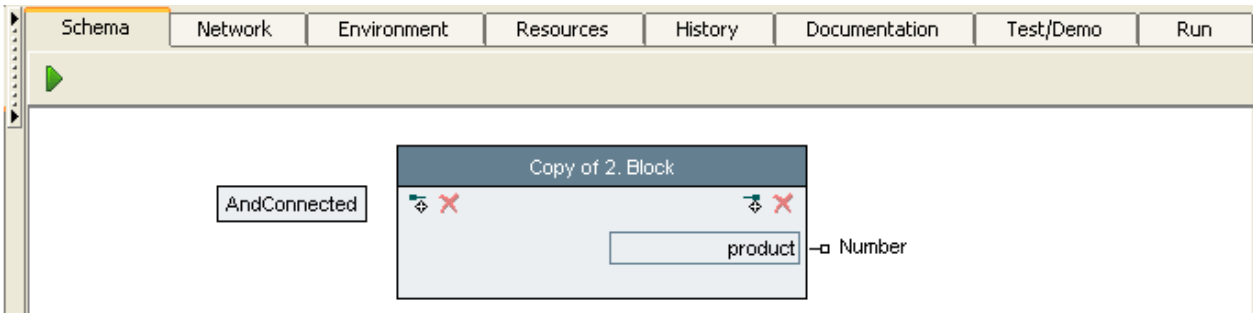 Schema Network Environment Resources History Documentation Test/Demo Run
Copy of 2. Block
AndConnected
product Number